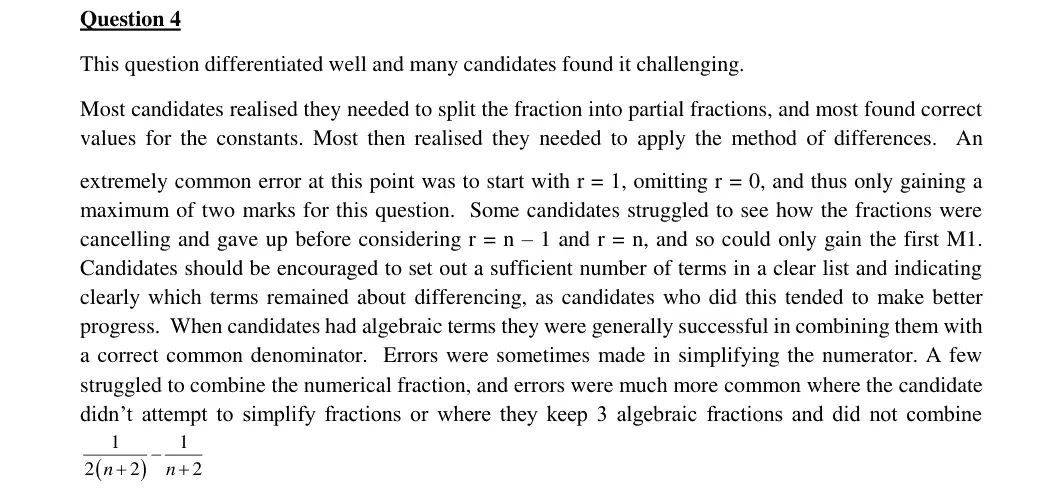 Question 4
This question differentiated well and many candidates found it challenging.
Most candidates realised they needed to split the fraction into partial fractions, and most found correct
values for the constants. Most then realised they needed to apply the method of differences. An
extremely common error at this point was to start with r = 1, omitting r = 0, and thus only gaining a
maximum of two marks for this question. Some candidates struggled to see how the fractions were
cancelling and gave up before considering r = n – 1 and r = n, and so could only gain the first M1.
Candidates should be encouraged to set out a sufficient number of terms in a clear list and indicating
clearly which terms remained about differencing, as candidates who did this tended to make better
progress. When candidates had algebraic terms they were generally successful in combining them with
a correct common denominator. Errors were sometimes made in simplifying the numerator. A few
struggled to combine the numerical fraction, and errors were much more common where the candidate
didn’t attempt to simplify fractions or where they keep 3 algebraic fractions and did not combine
1/(2(n+2)) − 1/(n+2)